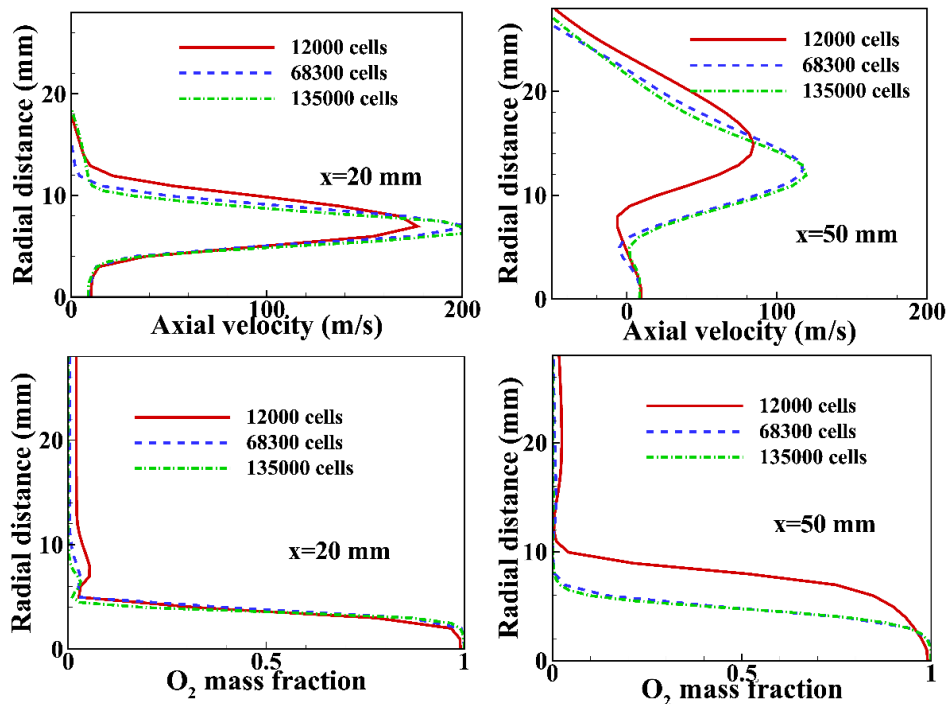 Radial distance (mm)
20
10
0
12000 cells
68300 cells
135000 cells
x=20 mm
0
100
200
Axial velocity (m/s)
Radial distance (mm)
20
10
0
12000 cells
68300 cells
135000 cells
x=50 mm
0
50
100
150
200
Axial velocity (m/s)
Radial distance (mm)
20
10
0
12000 cells
68300 cells
135000 cells
x=20 mm
0
0.5
1
O₂ mass fraction
Radial distance (mm)
20
10
0
12000 cells
68300 cells
135000 cells
x=50 mm
0
0.5
1
O₂ mass fraction